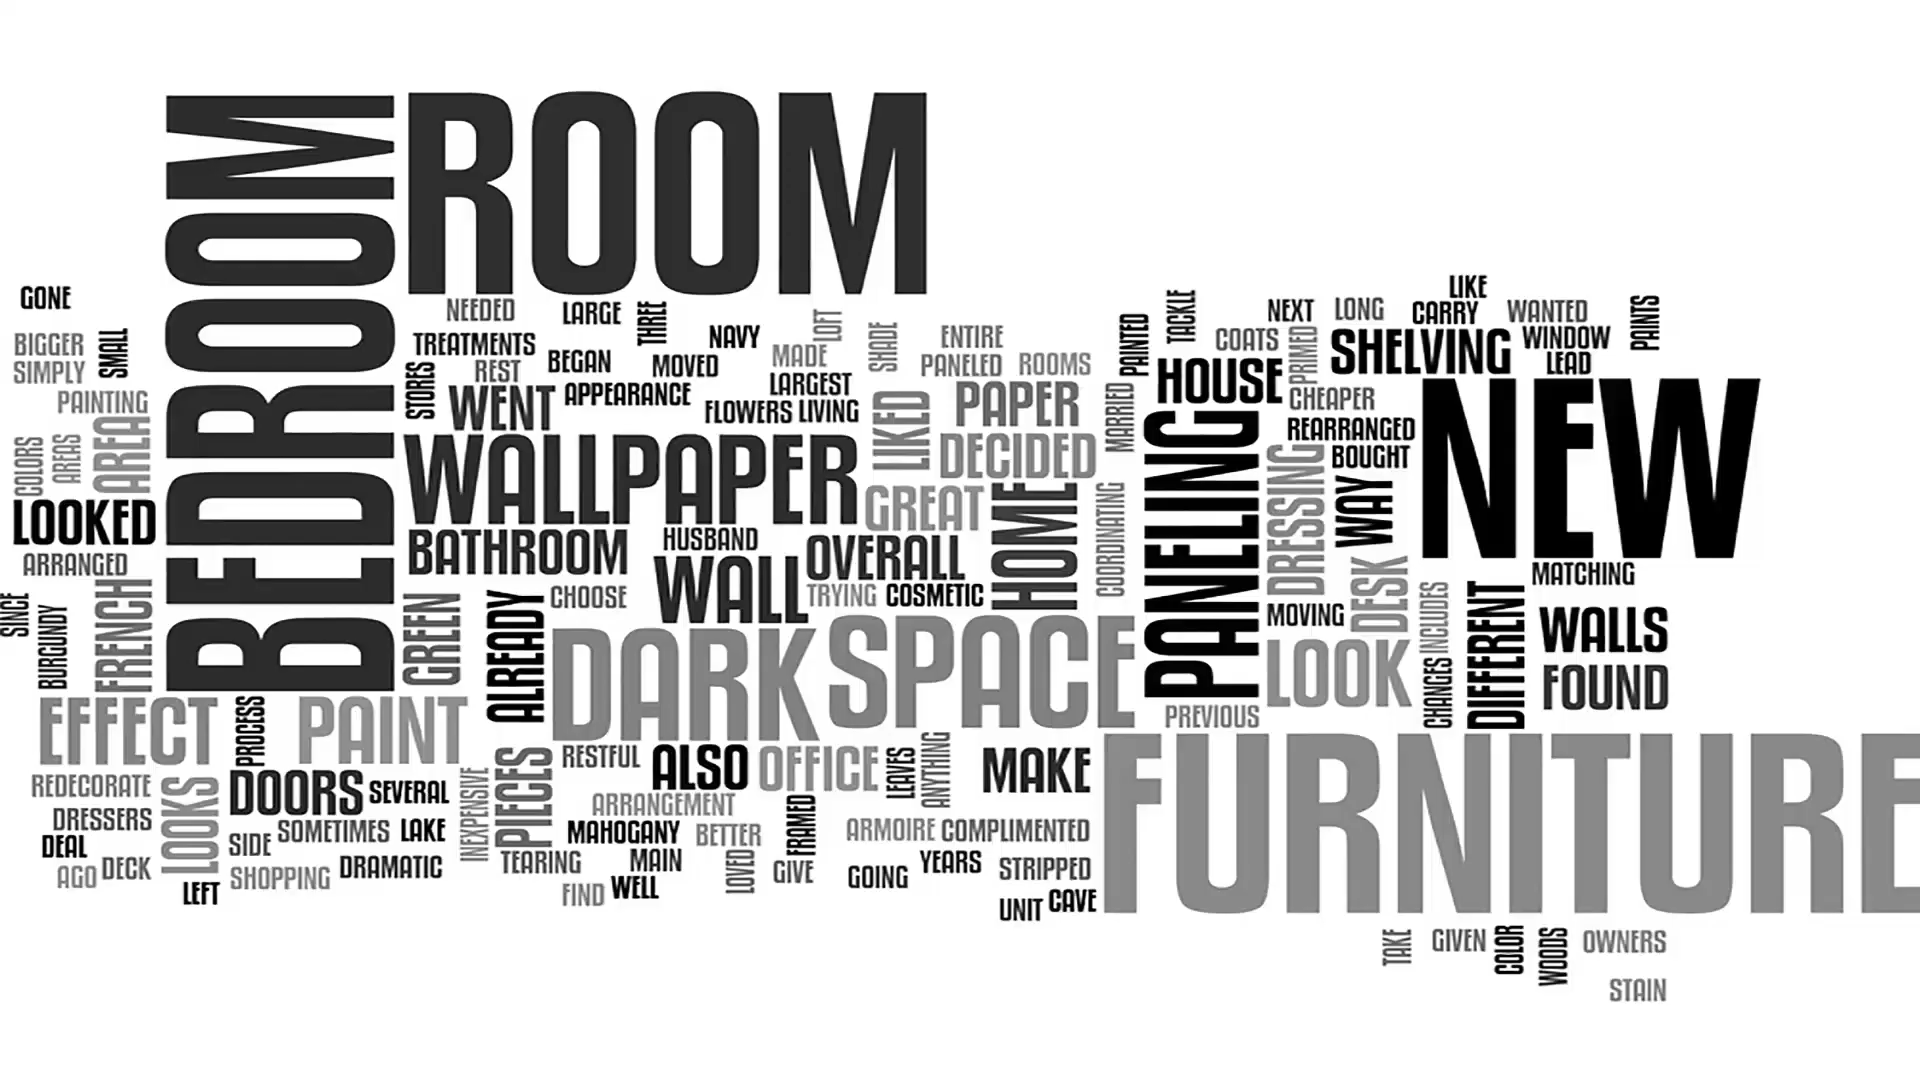 ROOM
BEDROOM
GONE
BIGGER
SMALL
SIMPLY
PAINTING
COLORS
AREAS
AREA
LOOKED
ARRANGED
SINCE
BURGUNDY
FRENCH
NEEDED
LARGE
THREE
NAVY
LOFT
SHADE
ENTIRE
TREATMENTS
BEGAN
MOVED
MADE
PANELED
ROOMS
REST
STORES
WENT
APPEARANCE
LARGEST
FLOWERS
LIVING
LIKED
PAPER
DECIDED
MARRIED
PAINTED
TACKLE
WALLPAPER
GREAT
HOME
COORDINATING
BATHROOM
HUSBAND
OVERALL
WALL
CHOOSE
TRYING
COSMETIC
GREEN
ALREADY
DARK
SPACE
PANELING
HOUSE
COATS
NEXT
LONG
LIKE
CARRY
WANTED
PAINTS
PRIMED
SHELVING
WINDOW
LEAD
CHEAPER
REARRANGED
BOUGHT
NEW
DRESSING
WAY
DESK
MOVING
MATCHING
INCLUDES
DIFFERENT
WALLS
LOOK
CHANGES
FOUND
PREVIOUS
EFFECT
PROCESS
PAINT
RESTFUL
ALSO
OFFICE
LEAVES
ANYTHING
MAKE
FURNITURE
REDECORATE
LOOKS
DOORS
SEVERAL
INEXPENSIVE
PIECES
ARRANGEMENT
DRESSERS
SIDE
SOMETIMES
LAKE
MAHOGANY
BETTER
FRAMED
ARMOIRE
COMPLIMENTED
DEAL
AGO
DECK
SHOPPING
DRAMATIC
TEARING
MAIN
LOVED
GIVE
GOING
YEARS
STRIPPED
LEFT
FIND
WELL
UNIT
CAVE
TAKE
GIVEN
COLOR
WOODS
OWNERS
STAIN